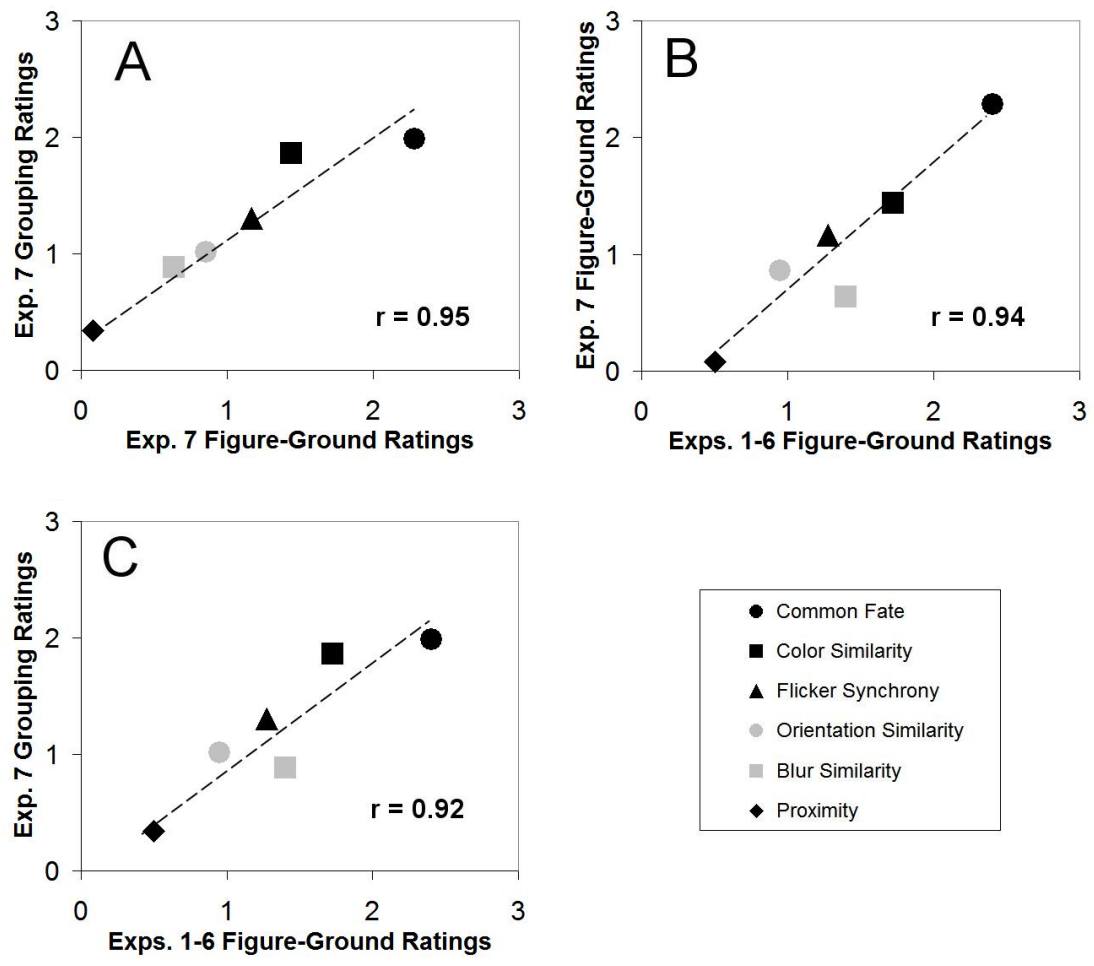 A
3
2
1
0
0 1 2 3
Exp. 7 Grouping Ratings
Exp. 7 Figure-Ground Ratings
r = 0.95
B
3
2
1
0
0 1 2 3
Exp. 7 Figure-Ground Ratings
Exps. 1-6 Figure-Ground Ratings
r = 0.94
C
3
2
1
0
0 1 2 3
Exp. 7 Grouping Ratings
Exps. 1-6 Figure-Ground Ratings
r = 0.92
Common Fate
Color Similarity
Flicker Synchrony
Orientation Similarity
Blur Similarity
Proximity